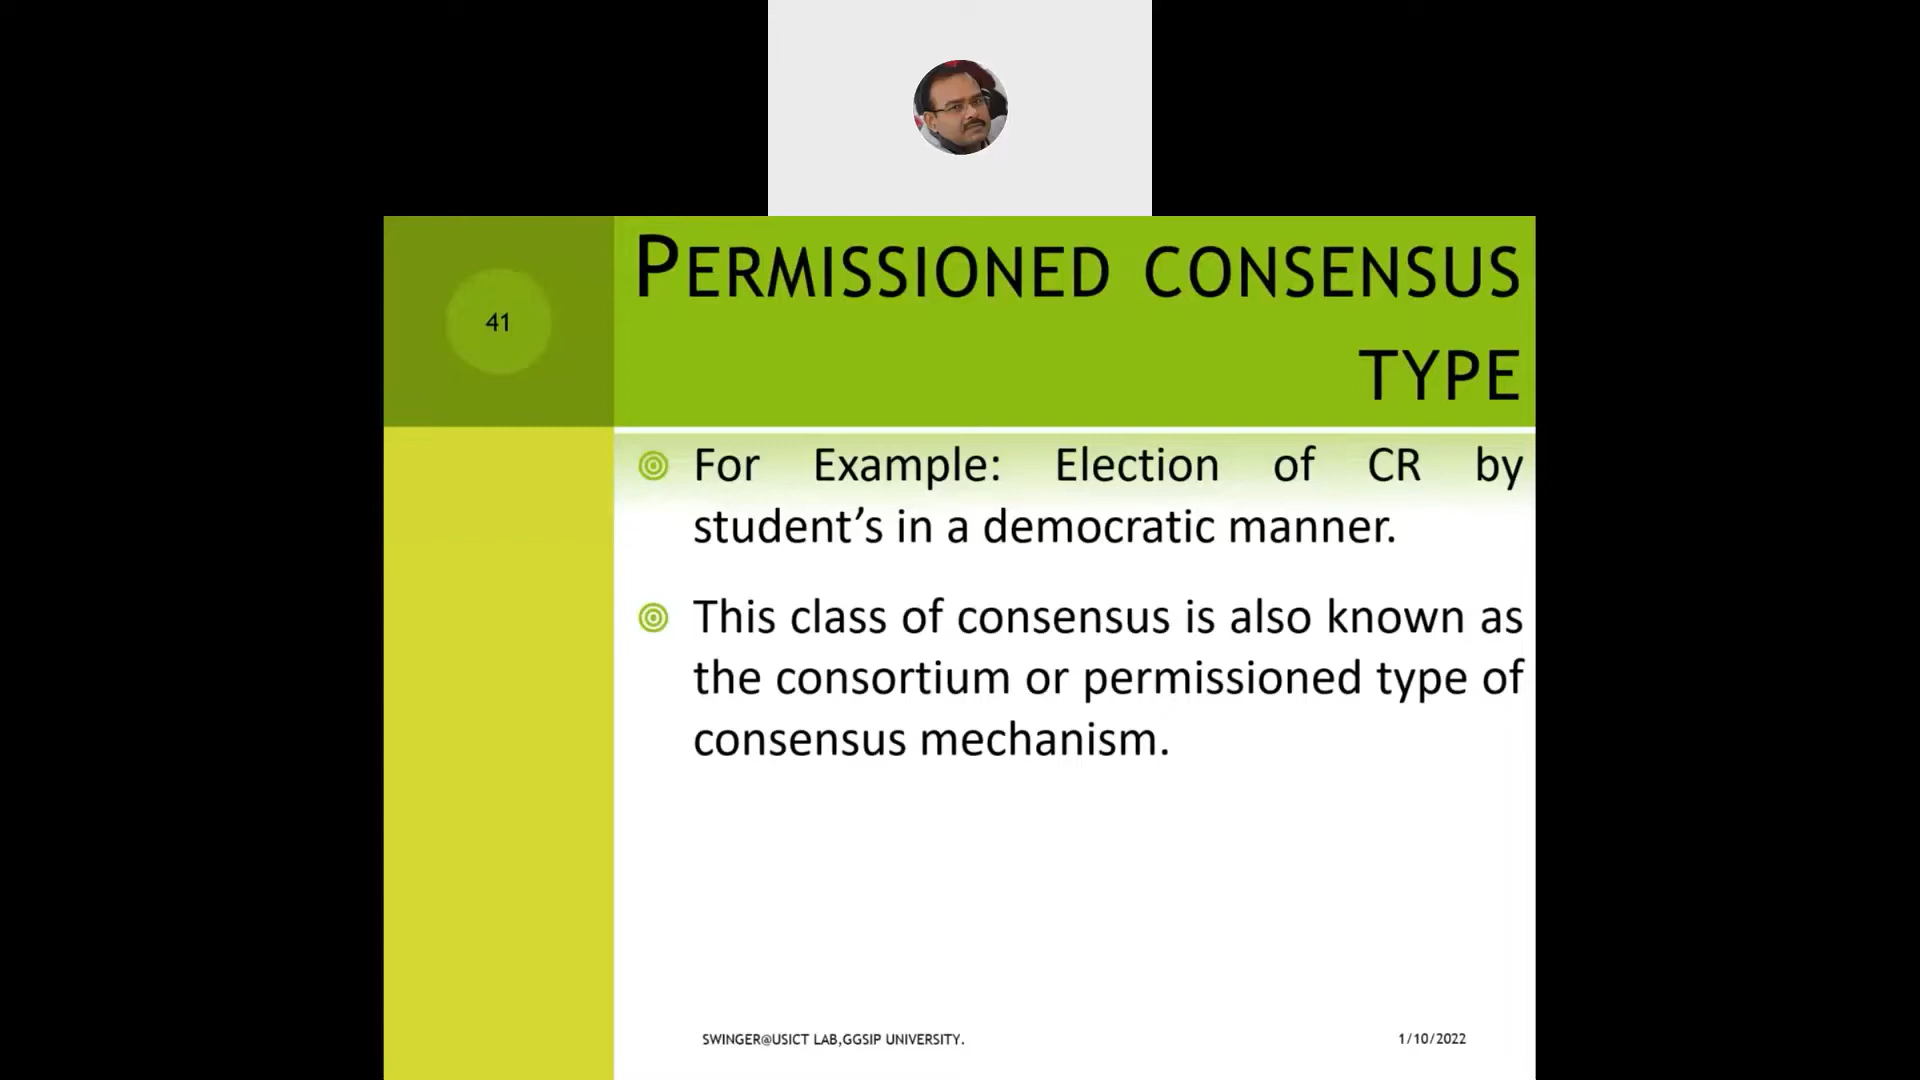 41
PERMISSIONED CONSENSUS
TYPE
For Example: Election of CR by
student’s in a democratic manner.
This class of consensus is also known as
the consortium or permissioned type of
consensus mechanism.
SWINGER@USICT LAB,GGSIP UNIVERSITY.
1/10/2022